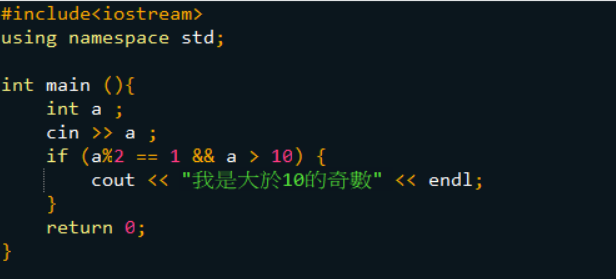 #include<iostream>
using namespace std;
int main (){
int a ;
cin >> a ;
if (a%2 == 1 && a > 10) {
cout << "我是大於10的奇數" << endl;
}
return 0;
}